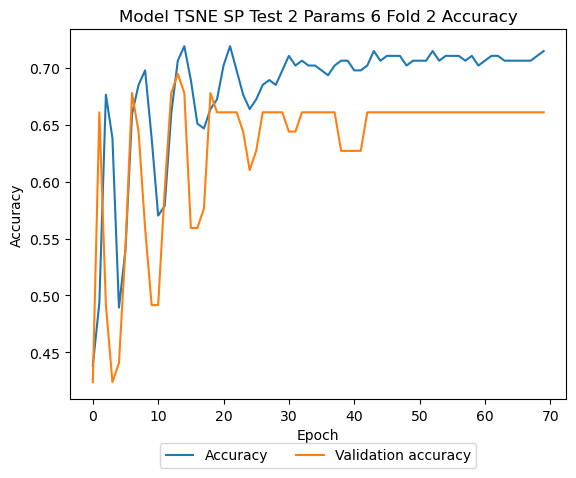 Model TSNE SP Test 2 Params 6 Fold 2 Accuracy
Accuracy
0.70
0.65
0.60
0.55
0.50
0.45
0 10 20 30 40 50 60 70
Epoch
Accuracy Validation accuracy